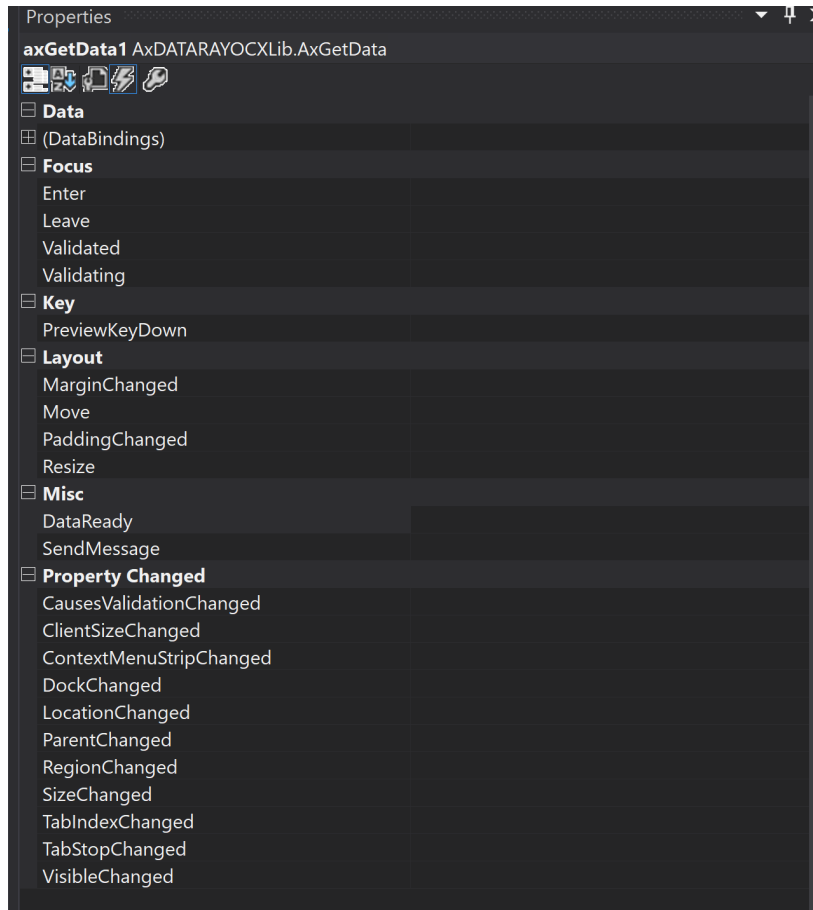 Properties
axGetData1 AxDATARAYOCXLib.AxGetData
Data
(DataBindings)
Focus
Enter
Leave
Validated
Validating
Key
PreviewKeyDown
Layout
MarginChanged
Move
PaddingChanged
Resize
Misc
DataReady
SendMessage
Property Changed
CausesValidationChanged
ClientSizeChanged
ContextMenuStripChanged
DockChanged
LocationChanged
ParentChanged
RegionChanged
SizeChanged
TabIndexChanged
TabStopChanged
VisibleChanged